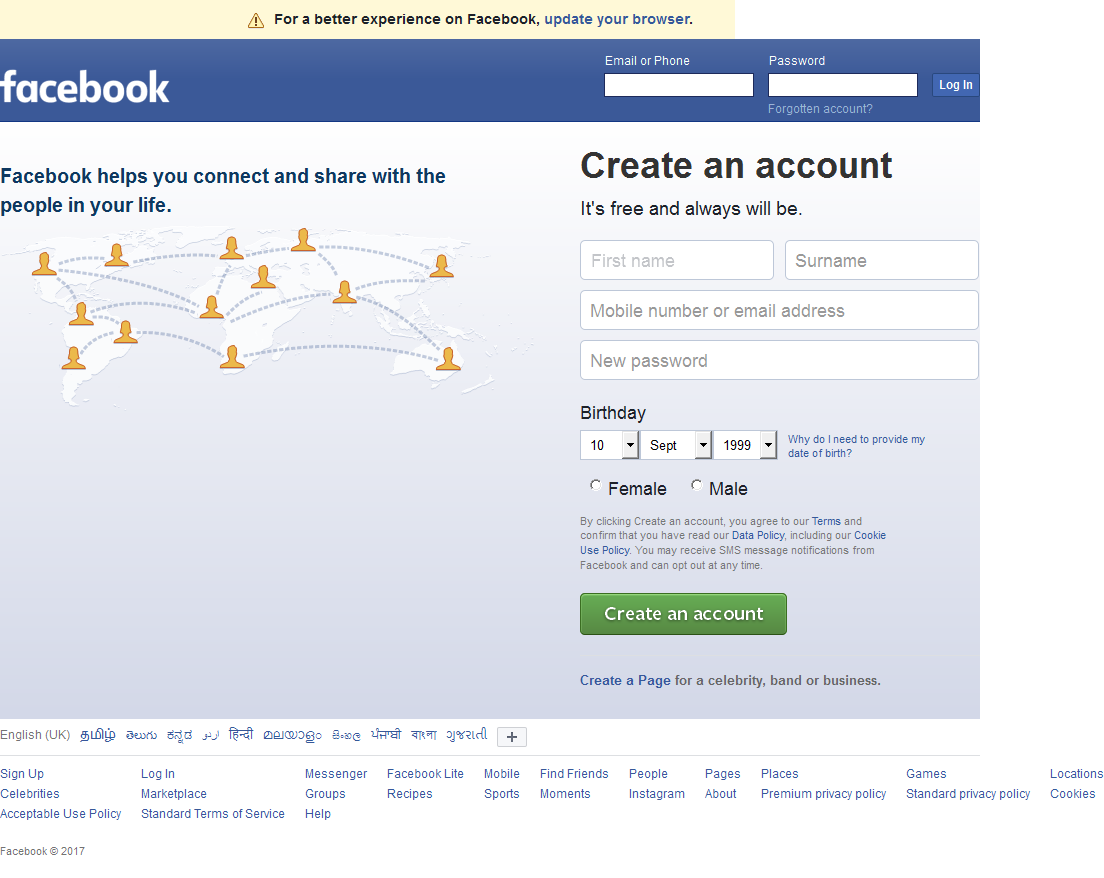 For a better experience on Facebook, update your browser.
Email or Phone Password
facebook Log In
Forgotten account?
Facebook helps you connect and share with the
people in your life.
Create an account
It's free and always will be.
First name Surname
Mobile number or email address
New password
Birthday
10 Sept 1999
Why do I need to provide my
date of birth?
Female Male
By clicking Create an account, you agree to our Terms and
confirm that you have read our Data Policy, including our Cookie
Use Policy. You may receive SMS message notifications from
Facebook and can opt out at any time.
Create an account
Create a Page for a celebrity, band or business.
English (UK) தமிழ் తెలుగు ಕನ್ನಡ اردو हिन्दी മലയാളം සිංහල ਪੰਜਾਬੀ বাংলা ગુજરાતી +
Sign Up Log In Messenger Facebook Lite Mobile Find Friends People Pages Places Games Locations
Celebrities Marketplace Groups Recipes Sports Moments Instagram About Premium privacy policy Standard privacy policy Cookies
Acceptable Use Policy Standard Terms of Service Help
Facebook © 2017